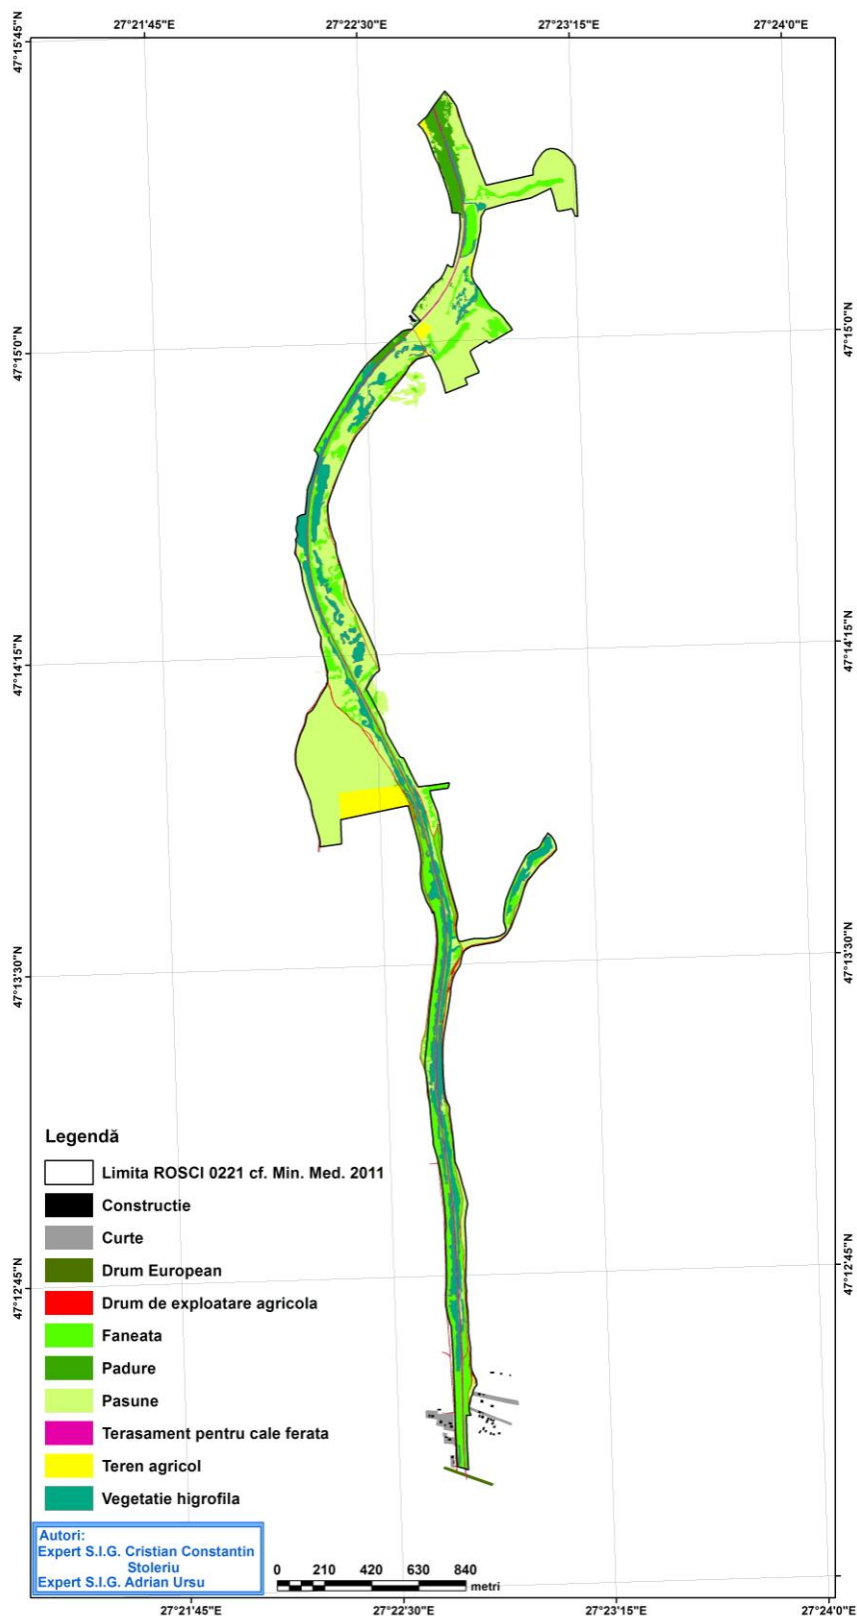 27°21'45"E 27°22'30"E 27°23'15"E 27°24'0"E
47°15'45"N
47°15'0"N 47°15'0"N
47°14'15"N 47°14'15"N
47°13'30"N 47°13'30"N
47°12'45"N 47°12'45"N
Legendă
Limita ROSCI 0221 cf. Min. Med. 2011
Constructie
Curte
Drum European
Drum de exploatare agricola
Faneata
Padure
Pasune
Terasament pentru cale ferata
Teren agricol
Vegetatie higrofila
Autori:
Expert S.I.G. Cristian Constantin
Stoleriu
Expert S.I.G. Adrian Ursu
0 210 420 630 840
metri
27°21'45"E 27°22'30"E 27°23'15"E 27°24'0"E